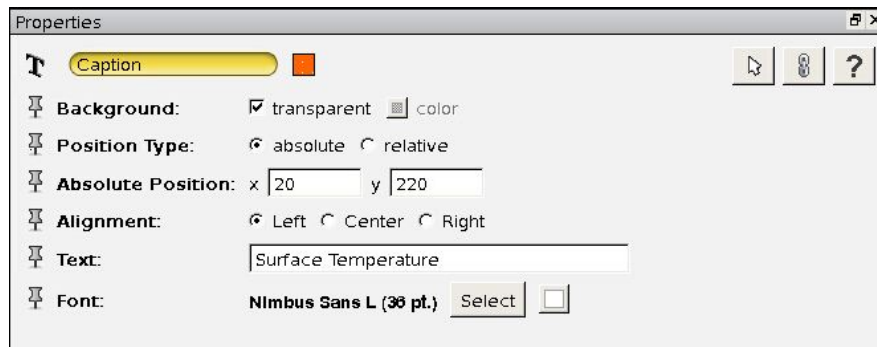 Properties
Caption
Background: transparent color
Position Type: absolute relative
Absolute Position: x 20 y 220
Alignment: Left Center Right
Text: Surface Temperature
Font: Nimbus Sans L (36 pt.) Select
?